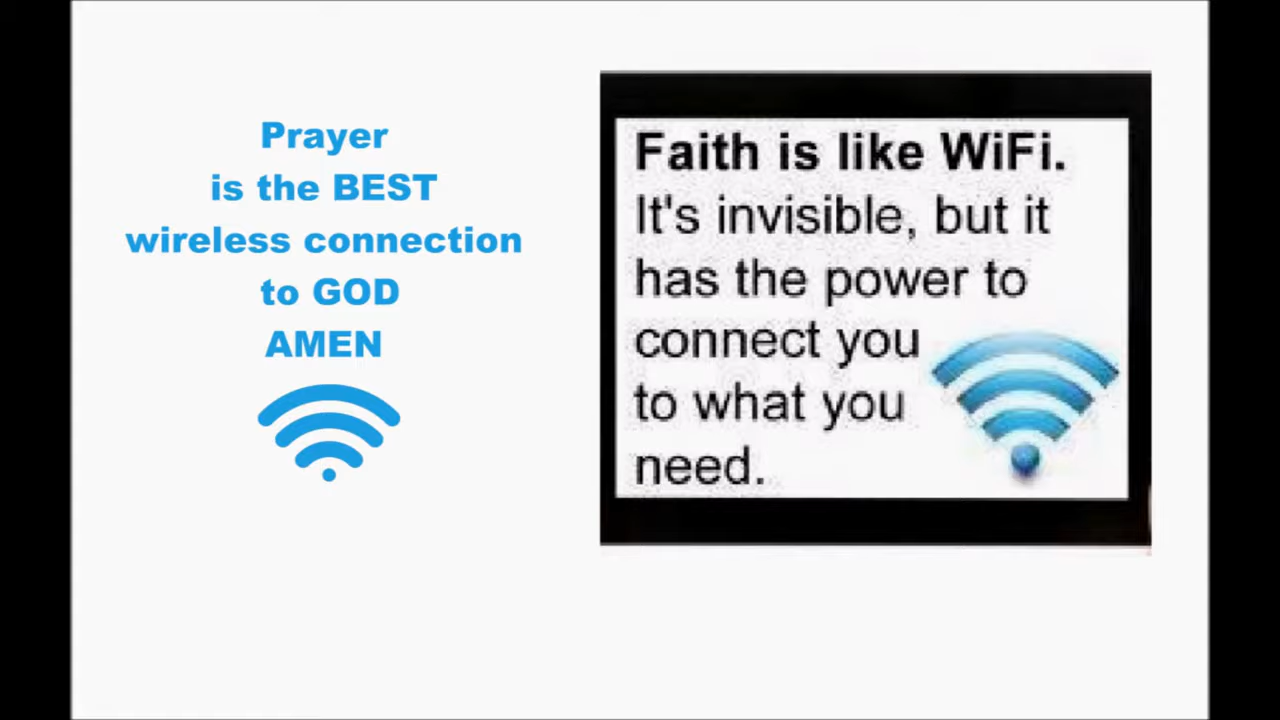 Prayer
is the BEST
wireless connection
to GOD
AMEN
Faith is like WiFi.
It's invisible, but it
has the power to
connect you
to what you
need.